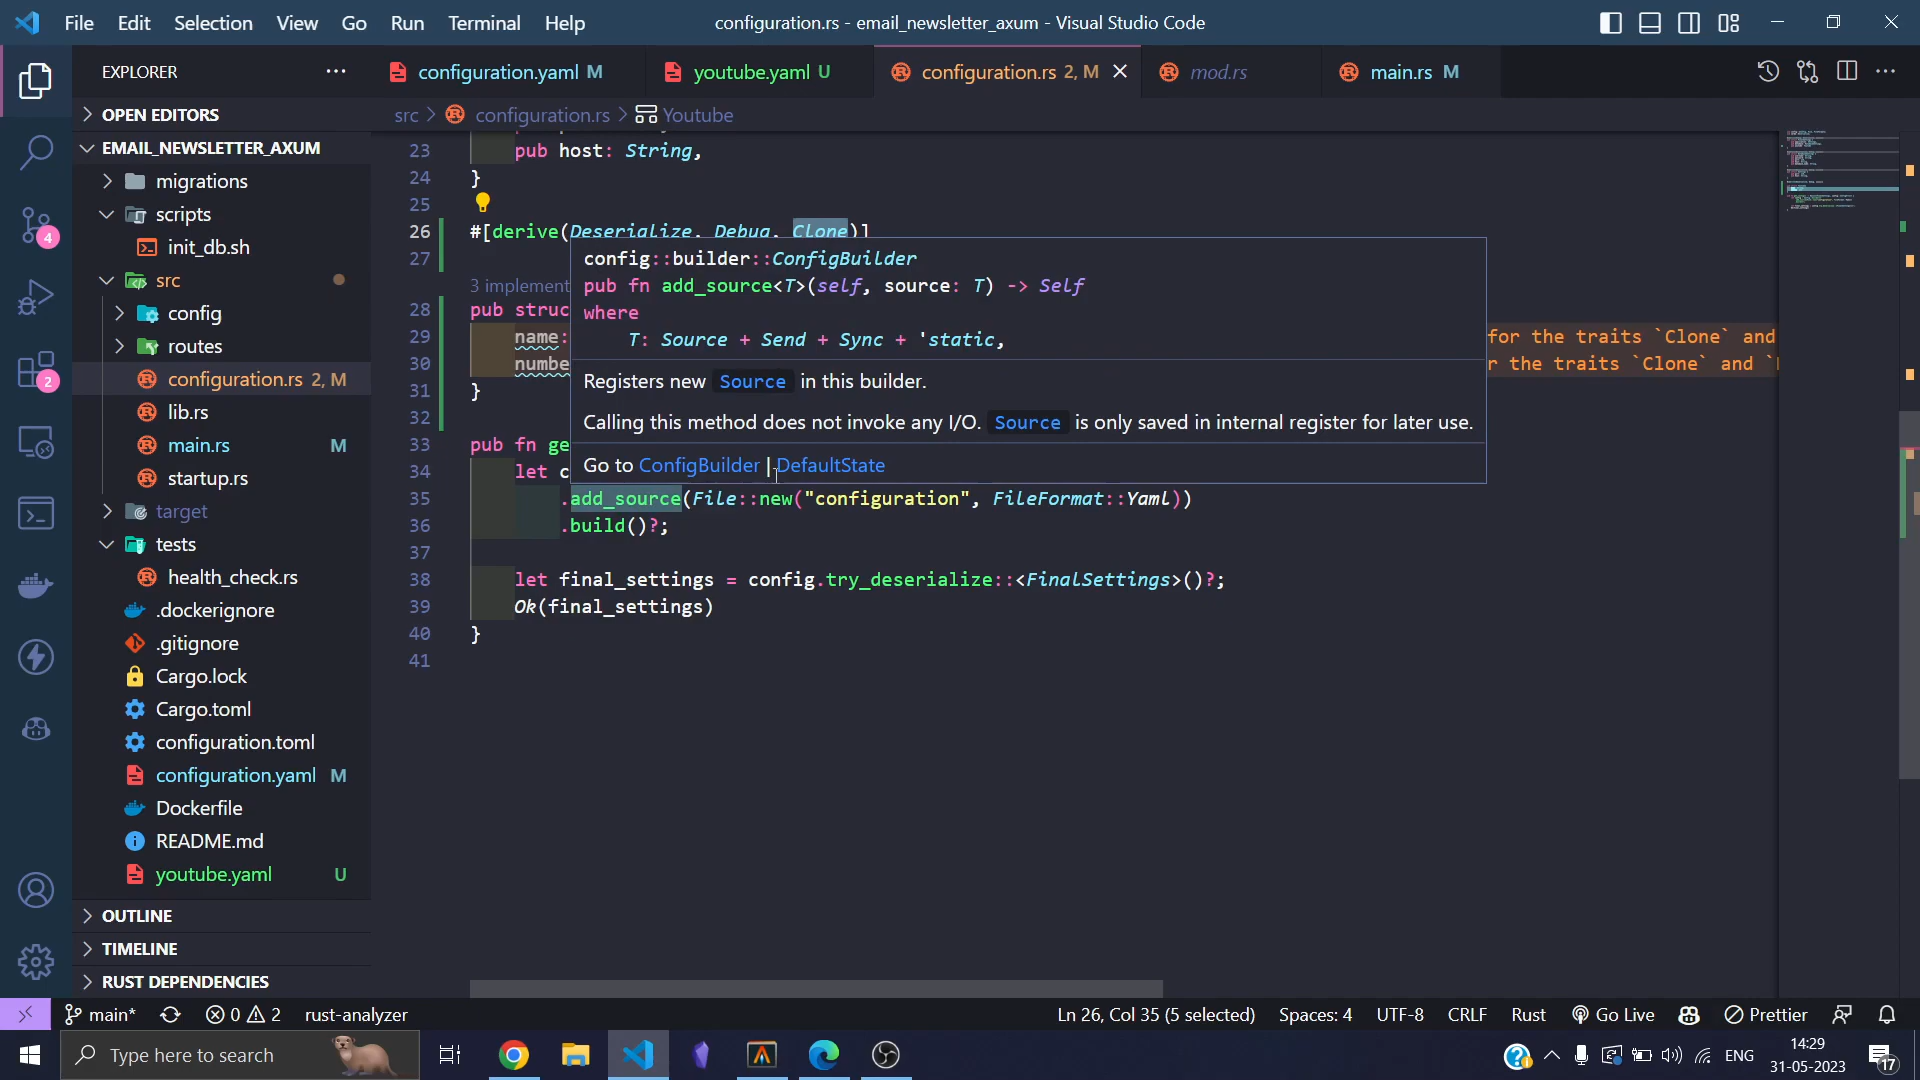 File Edit Selection View Go Run Terminal Help
configuration.rs - email_newsletter_axum - Visual Studio Code
EXPLORER
configuration.yaml M
youtube.yaml U
configuration.rs 2, M
mod.rs
main.rs M
OPEN EDITORS
src > configuration.rs > Youtube
EMAIL_NEWSLETTER_AXUM
migrations
scripts
init_db.sh
src
config
routes
configuration.rs 2, M
lib.rs
main.rs M
startup.rs
target
tests
health_check.rs
.dockerignore
.gitignore
Cargo.lock
Cargo.toml
configuration.toml
configuration.yaml M
Dockerfile
README.md
youtube.yaml U
OUTLINE
TIMELINE
RUST DEPENDENCIES
4
2
23 pub host: String,
24 }
25
26 #[derive(Deserialize, Debug, Clone)]
27
3 implement
28 pub struc
29 name: for the traits `Clone` and
30 numbe r the traits `Clone` and `
31 }
32
33 pub fn ge
34 let c
35 .add_source(File::new("configuration", FileFormat::Yaml))
36 .build()?;
37
38 let final_settings = config.try_deserialize::<FinalSettings>()?;
39 Ok(final_settings)
40 }
41
config::builder::ConfigBuilder
pub fn add_source<T>(self, source: T) -> Self
where
T: Source + Send + Sync + 'static,
Registers new Source in this builder.
Calling this method does not invoke any I/O. Source is only saved in internal register for later use.
Go to ConfigBuilder | DefaultState
main* 0 2 rust-analyzer
Ln 26, Col 35 (5 selected) Spaces: 4 UTF-8 CRLF Rust Go Live Prettier
Type here to search
ENG
14:29
31-05-2023
17